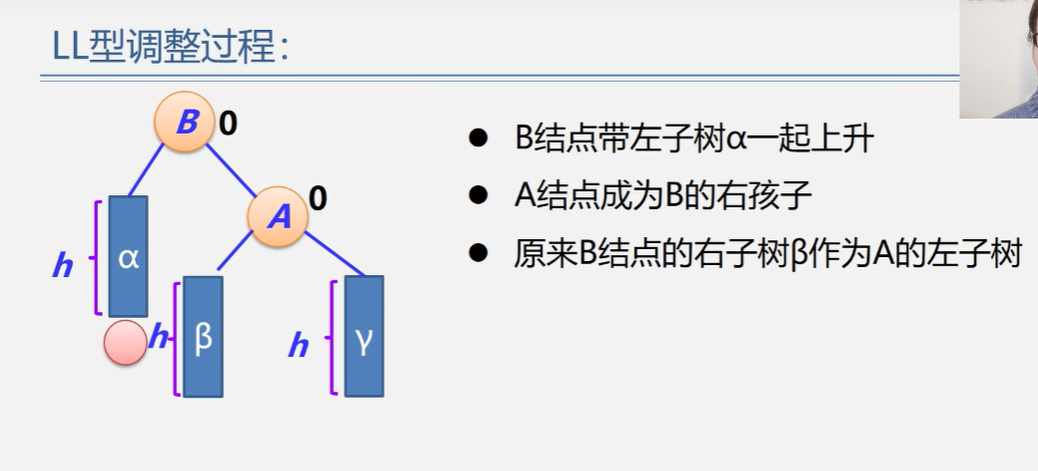 LL型调整过程：
B 0
A 0
h α
h β
h γ
● B结点带左子树α一起上升
● A结点成为B的右孩子
● 原来B结点的右子树β作为A的左子树